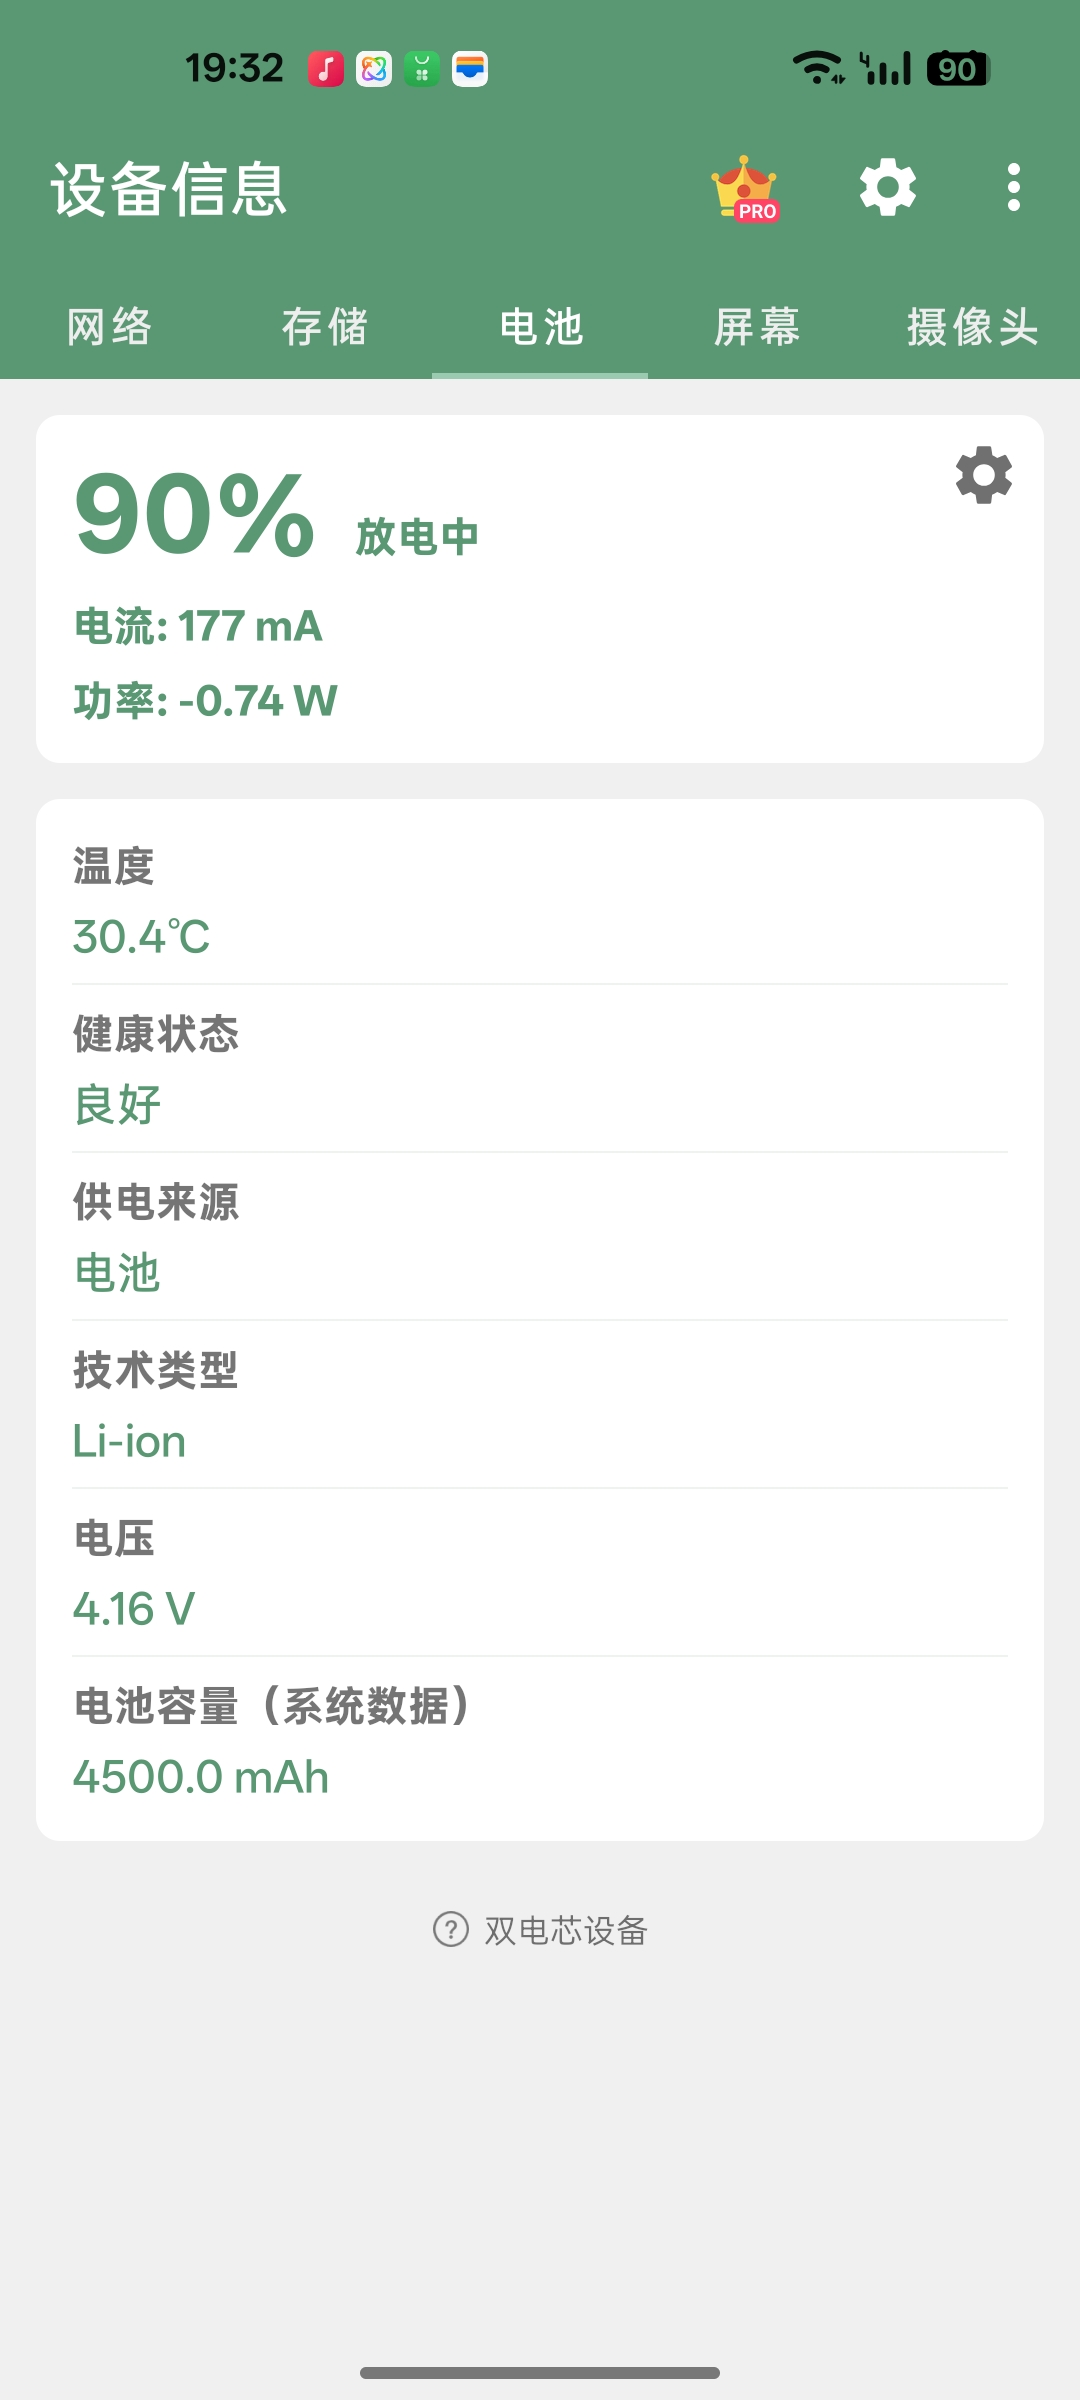 19:32
90
设备信息
PRO
网络
存储
电池
屏幕
摄像头
90% 放电中
电流: 177 mA
功率: -0.74 W
温度
30.4℃
健康状态
良好
供电来源
电池
技术类型
Li-ion
电压
4.16 V
电池容量（系统数据）
4500.0 mAh
? 双电芯设备